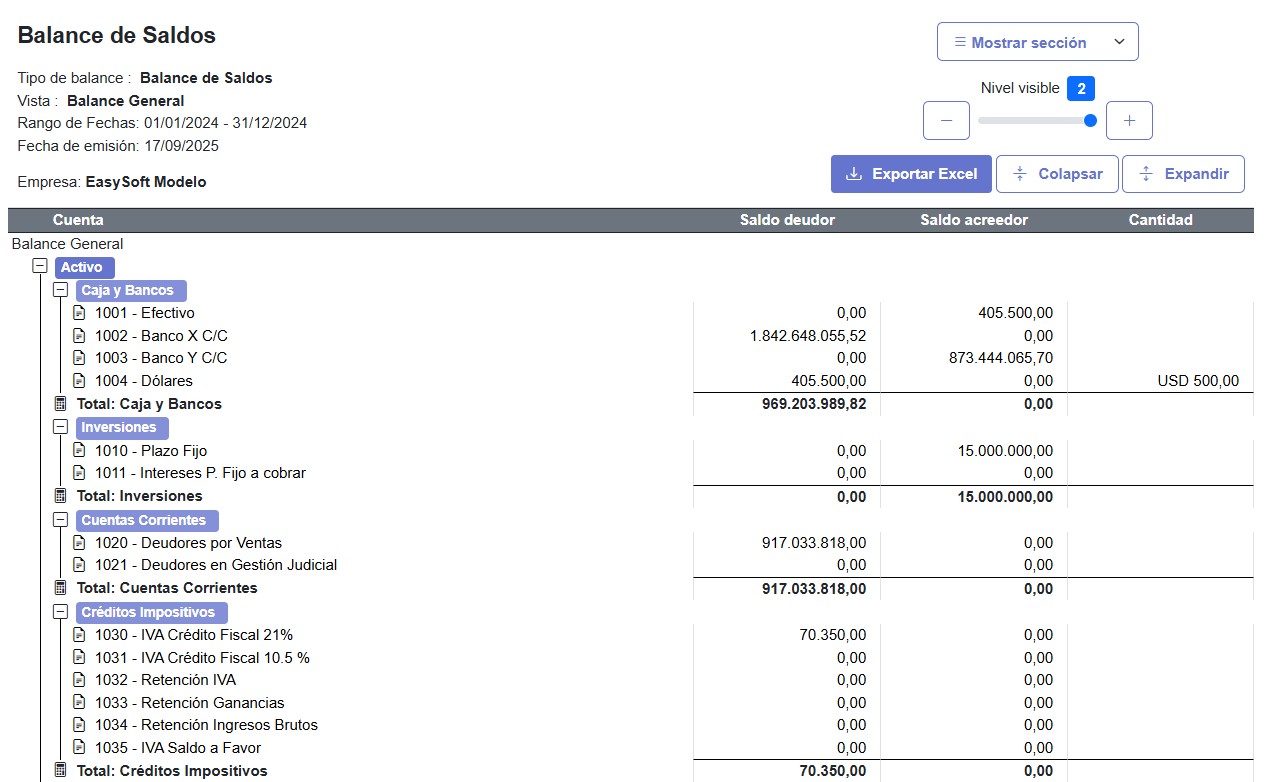 Balance de Saldos
Mostrar sección
Tipo de balance : Balance de Saldos
Vista : Balance General
Nivel visible 2
Rango de Fechas: 01/01/2024 - 31/12/2024
− +
Fecha de emisión: 17/09/2025
Empresa: EasySoft Modelo
Exportar Excel Colapsar Expandir
Cuenta Saldo deudor Saldo acreedor Cantidad
Balance General
Activo
Caja y Bancos
1001 - Efectivo 0,00 405.500,00
1002 - Banco X C/C 1.842.648.055,52 0,00
1003 - Banco Y C/C 0,00 873.444.065,70
1004 - Dólares 405.500,00 0,00 USD 500,00
Total: Caja y Bancos 969.203.989,82 0,00
Inversiones
1010 - Plazo Fijo 0,00 15.000.000,00
1011 - Intereses P. Fijo a cobrar 0,00 0,00
Total: Inversiones 0,00 15.000.000,00
Cuentas Corrientes
1020 - Deudores por Ventas 917.033.818,00 0,00
1021 - Deudores en Gestión Judicial 0,00 0,00
Total: Cuentas Corrientes 917.033.818,00 0,00
Créditos Impositivos
1030 - IVA Crédito Fiscal 21% 70.350,00 0,00
1031 - IVA Crédito Fiscal 10.5 % 0,00 0,00
1032 - Retención IVA 0,00 0,00
1033 - Retención Ganancias 0,00 0,00
1034 - Retención Ingresos Brutos 0,00 0,00
1035 - IVA Saldo a Favor 0,00 0,00
Total: Créditos Impositivos 70.350,00 0,00